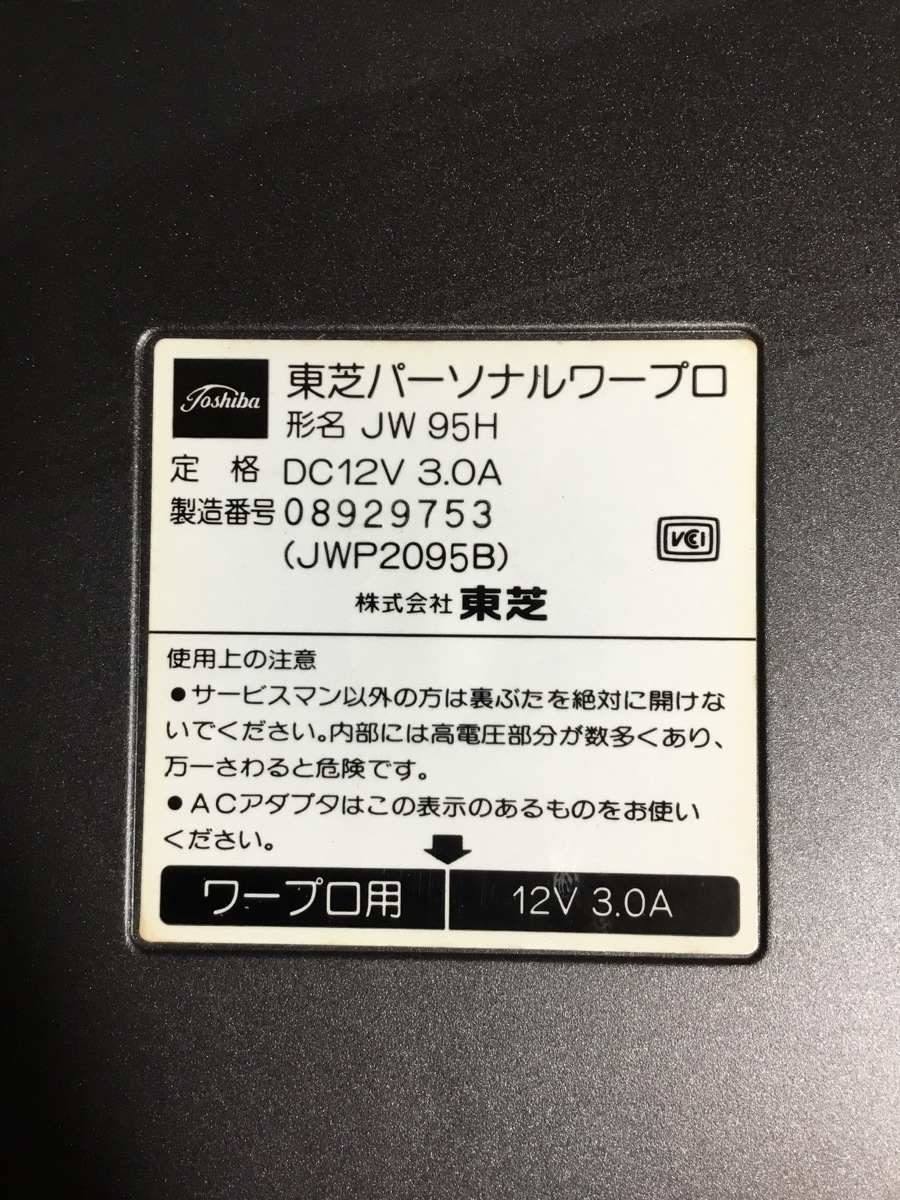 Toshiba
東芝パーソナルワープロ
形名 JW 95H
定 格 DC12V 3.0A
製造番号 08929753
(JWP2095B)
VCCI
株式会社 東芝
使用上の注意
●サービスマン以外の方は裏ぶたを絶対に開けな
いでください。内部には高電圧部分が数多くあり、
万一さわると危険です。
●ACアダプタはこの表示のあるものをお使い
ください。
ワープロ用 12V 3.0A